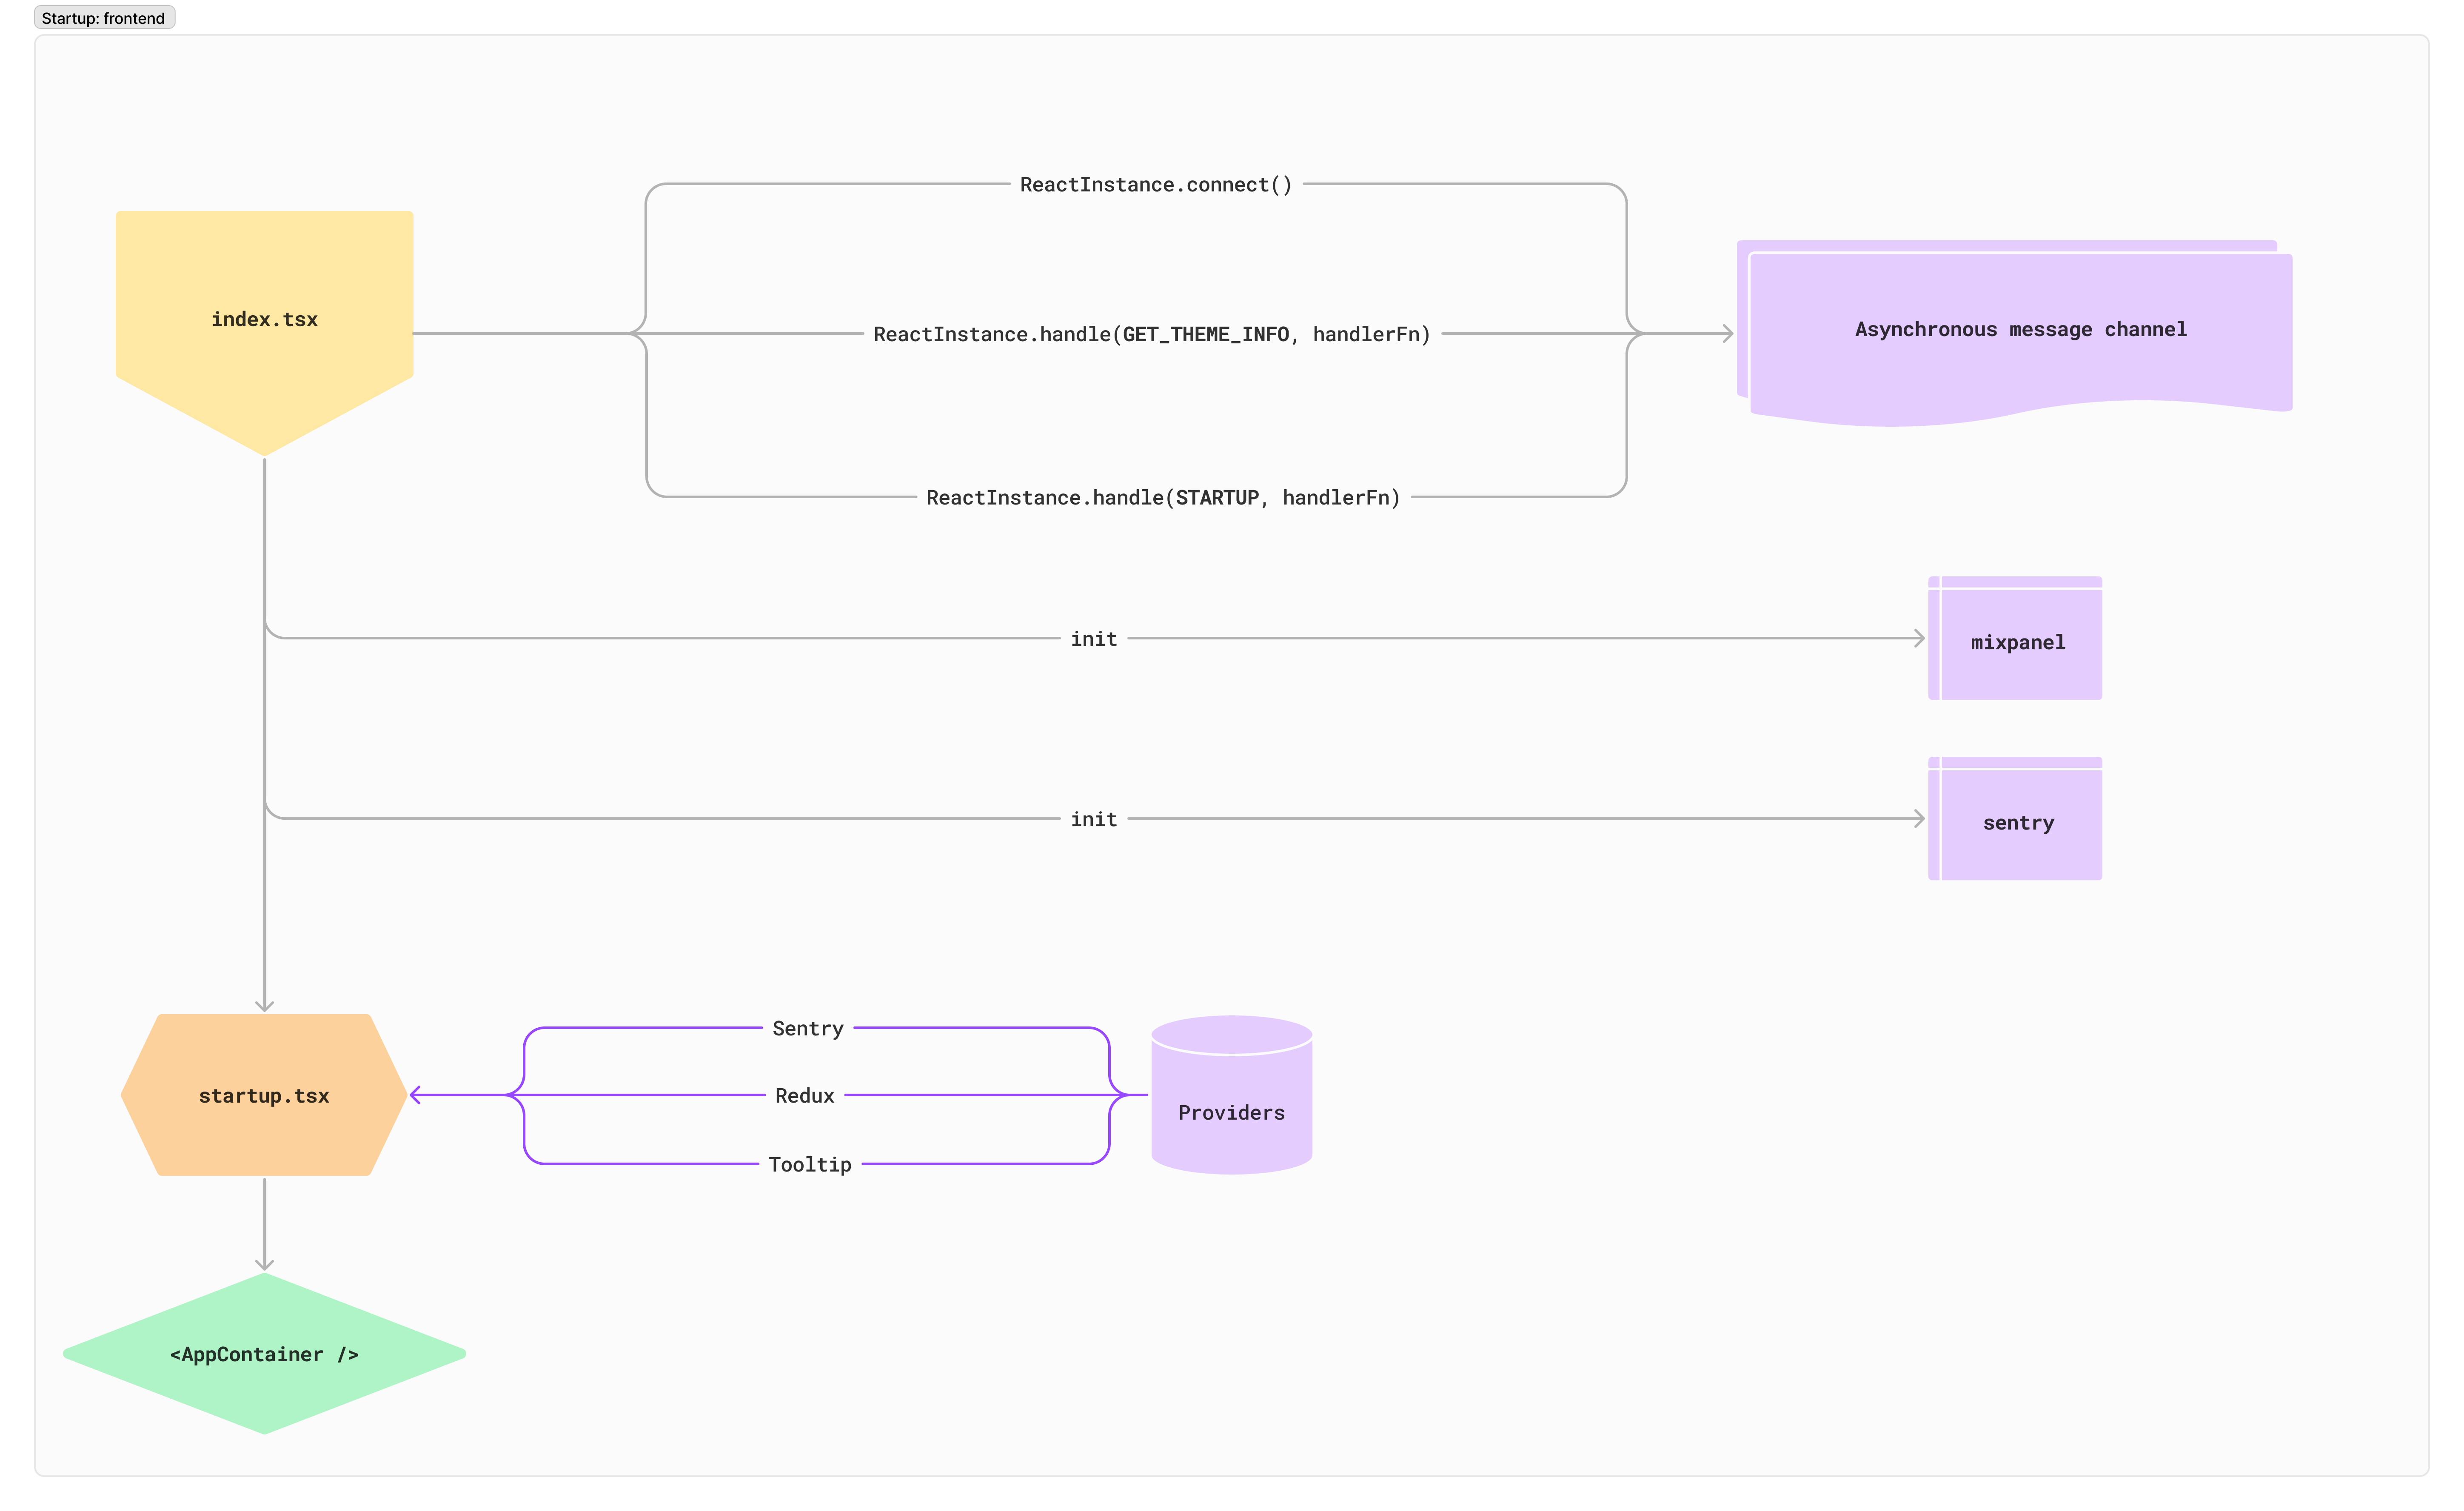 Startup: frontend
ReactInstance.connect()
index.tsx
ReactInstance.handle(GET_THEME_INFO, handlerFn)
Asynchronous message channel
ReactInstance.handle(STARTUP, handlerFn)
init
mixpanel
init
sentry
Sentry
startup.tsx
Redux
Providers
Tooltip
<AppContainer />